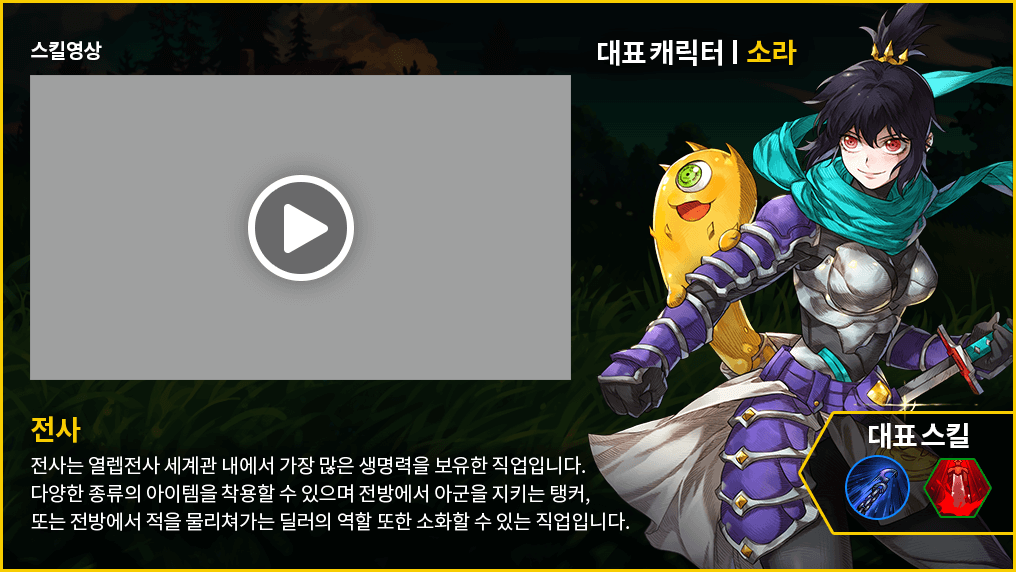 스킬영상
대표 캐릭터 | 소라
전사
전사는 열렙전사 세계관 내에서 가장 많은 생명력을 보유한 직업입니다.
다양한 종류의 아이템을 착용할 수 있으며 전방에서 아군을 지키는 탱커,
또는 전방에서 적을 물리쳐가는 딜러의 역할 또한 소화할 수 있는 직업입니다.
대표 스킬